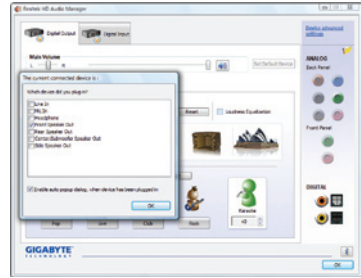 Realtek HD Audio Manager
Digital Output
Digital Input
Device advanced
settings
Main Volume
L
R
Set Default Device
ANALOG
Back Panel
The current connected device is :
Which device did you plug in?
Line In
Mic In
Headphone
Front Speaker Out
Rear Speaker Out
Center/Subwoofer Speaker Out
Side Speaker Out
Reset
Loudness Equalization
Front Panel
Enable auto popup dialog, when device has been plugged in
OK
Karaoke
DIGITAL
Pop
Live
Club
Rock
+0
GIGABYTE
TECHNOLOGY
OK